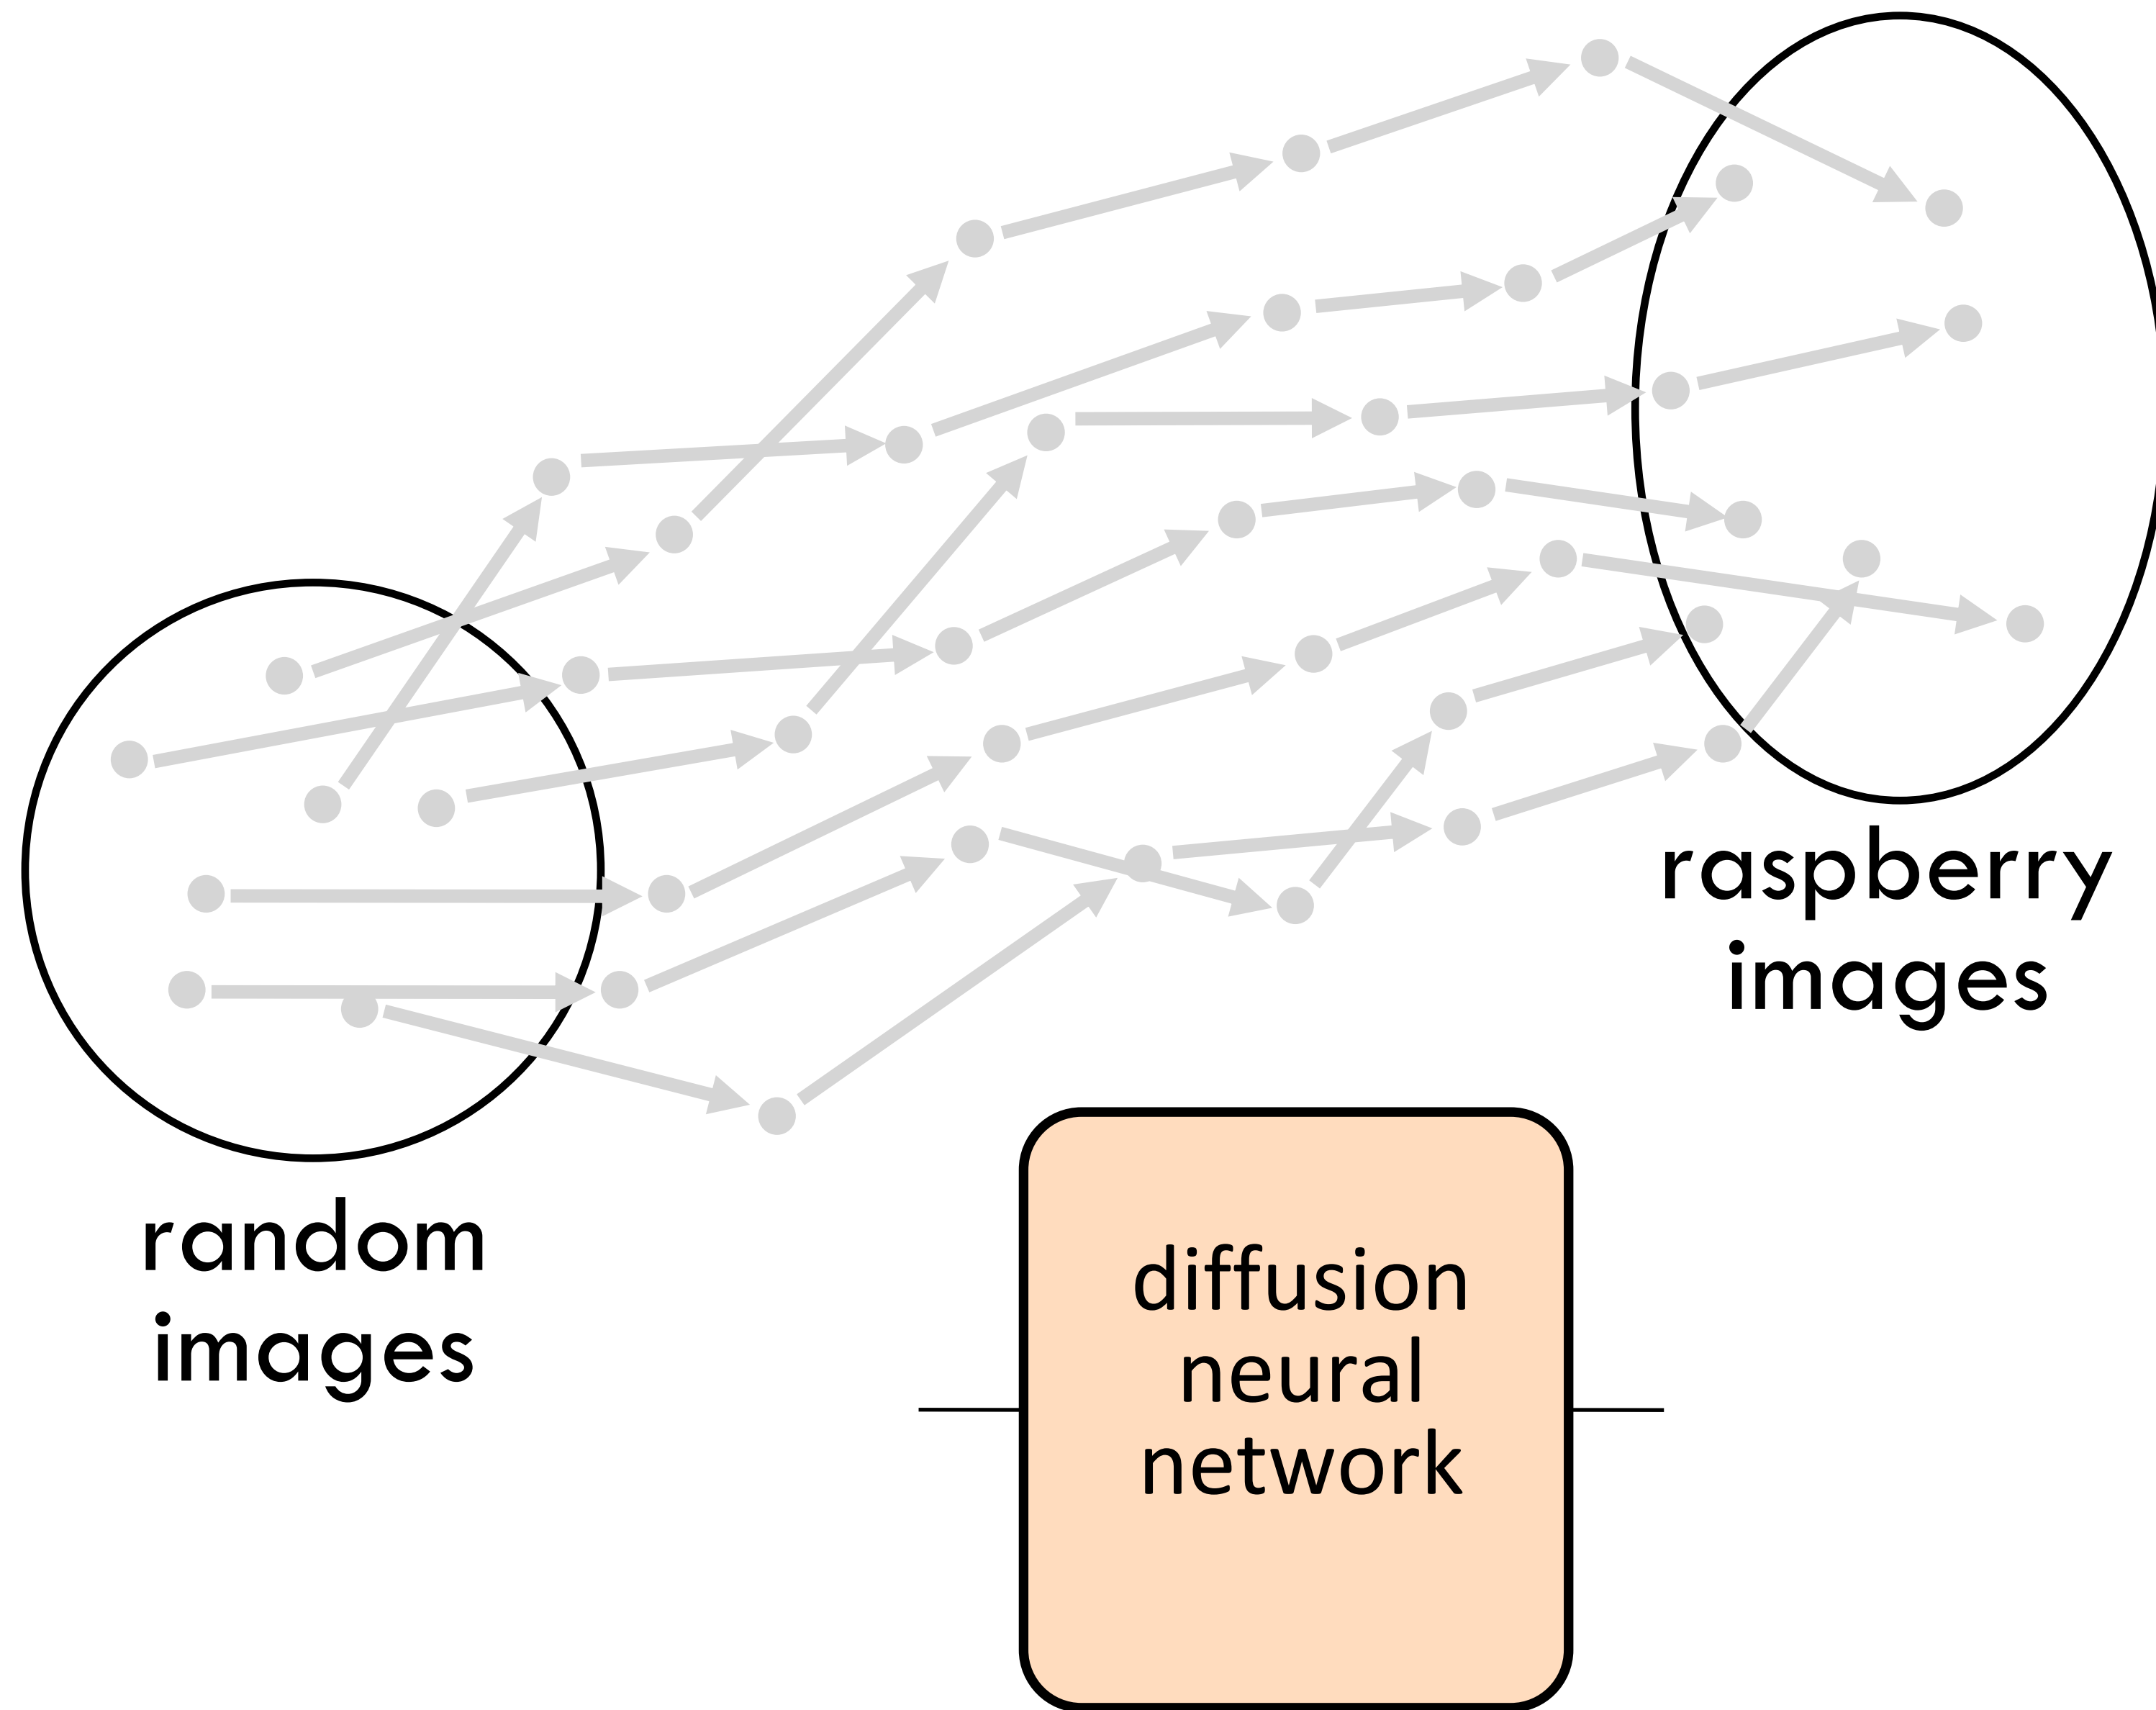 raspberry
images
random
images
diffusion
neural
network